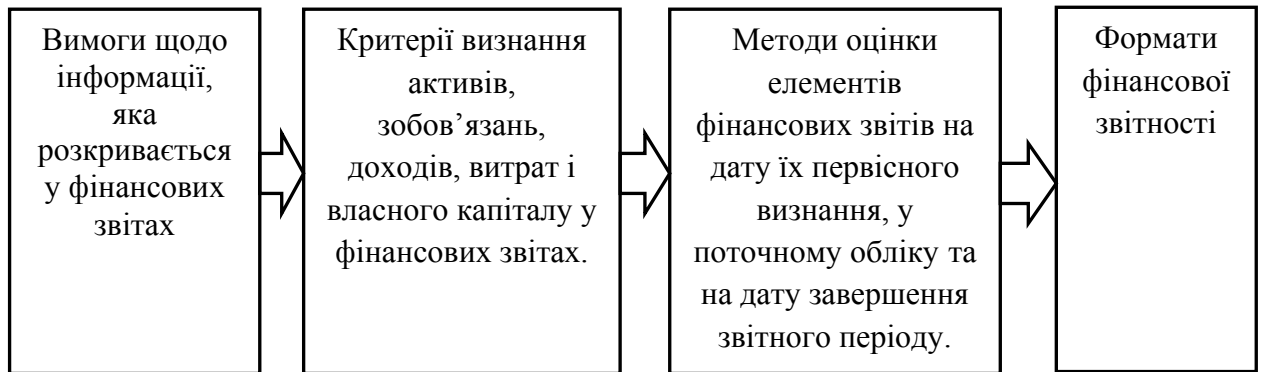 Вимоги щодо
інформації,
яка
розкривається
у фінансових
звітах
Критерії визнання
активів,
зобов’язань,
доходів, витрат і
власного капіталу у
фінансових звітах.
Методи оцінки
елементів
фінансових звітів на
дату їх первісного
визнання, у
поточному обліку та
на дату завершення
звітного періоду.
Формати
фінансової
звітності